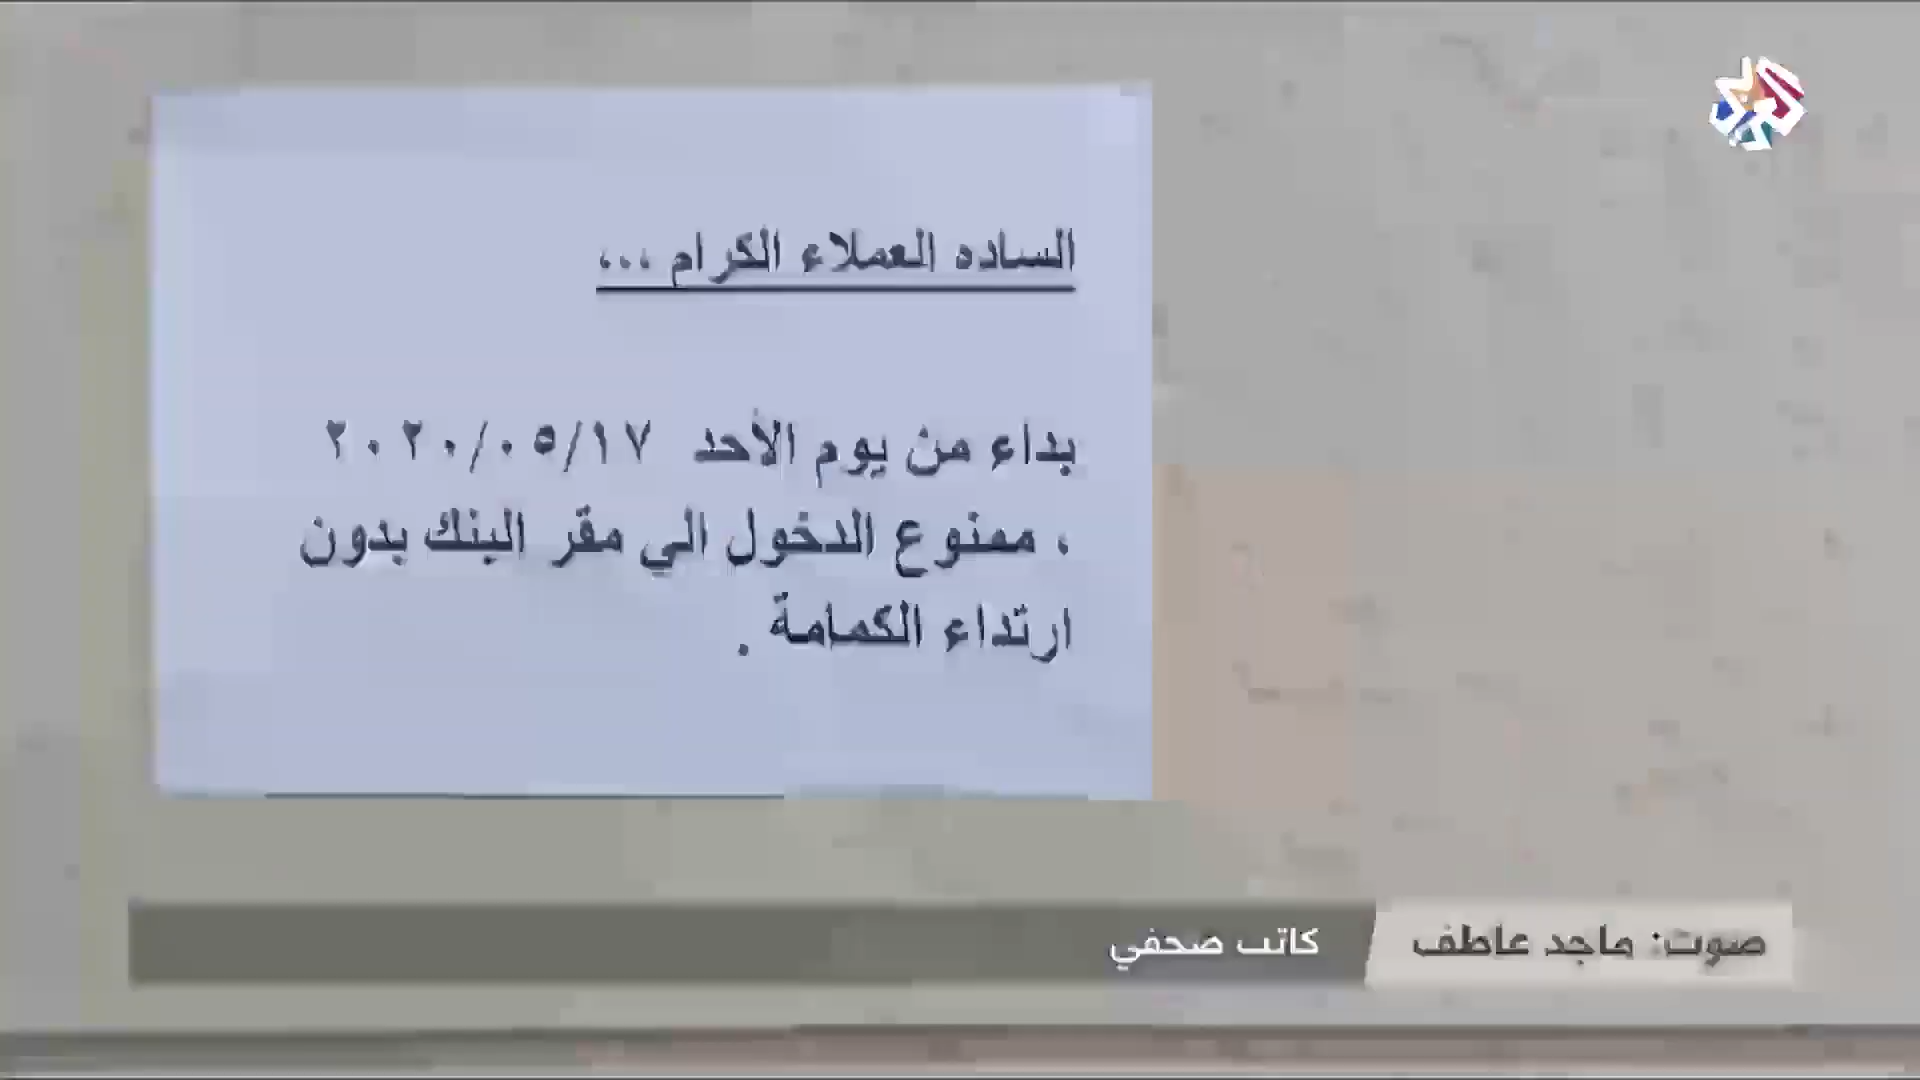 الساده العملاء الكرام ،،،
بداء من يوم الأحد ٢٠٢٠/٠٥/١٧
، ممنوع الدخول الي مقر البنك بدون
ارتداء الكمامة .
صوت: ماجد عاطف
كاتب صحفي